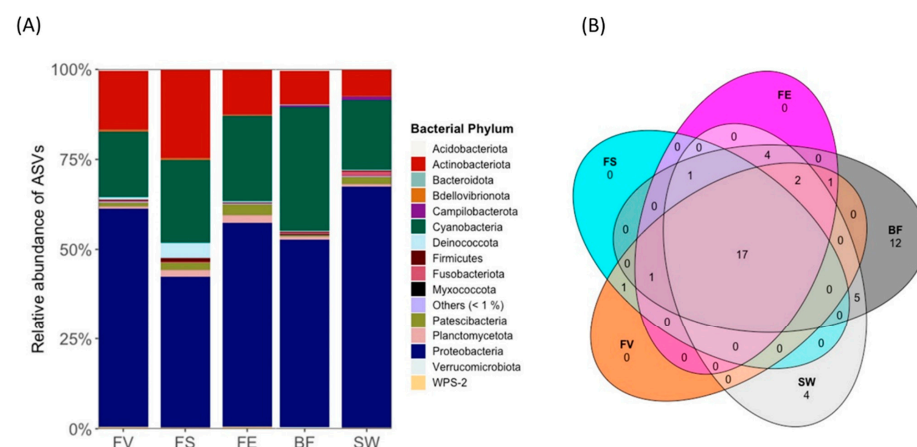 (A)
(B)
100%
75%
50%
25%
0%
Relative abundance of ASVs
FV FS FE BF SW
Bacterial Phylum
Acidobacteriota
Actinobacteriota
Bacteroidota
Bdellovibrionota
Campilobacterota
Cyanobacteria
Deinococcota
Firmicutes
Fusobacteriota
Myxococcota
Others (< 1 %)
Patescibacteria
Planctomycetota
Proteobacteria
Verrucomicrobiota
WPS-2
FE
0
FS
0
0
0 0
4
0
1
2
1
0
0
BF
12
0
0
17
0
1
1
0
5
0
0
FV
0
0
0
0
0
0
0
0
SW
4